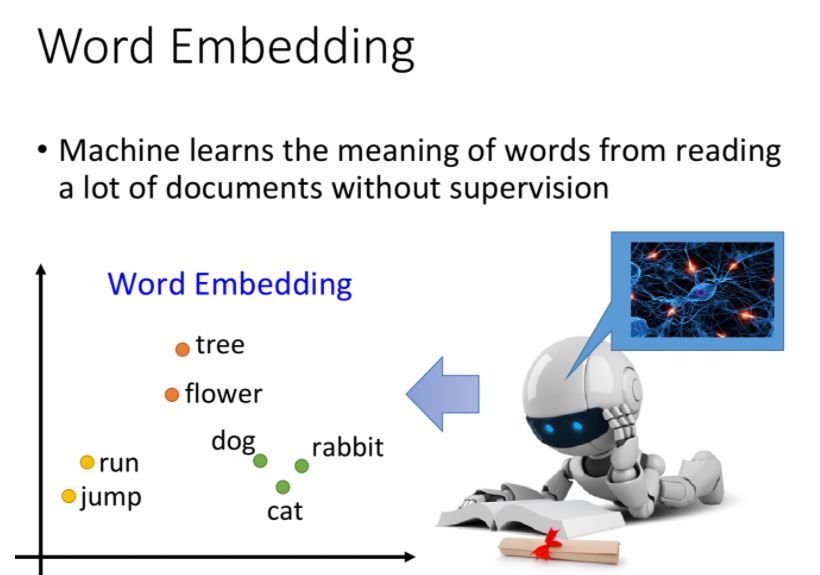 Word Embedding
• Machine learns the meaning of words from reading
a lot of documents without supervision
Word Embedding
tree
flower
dog
rabbit
run
jump
cat